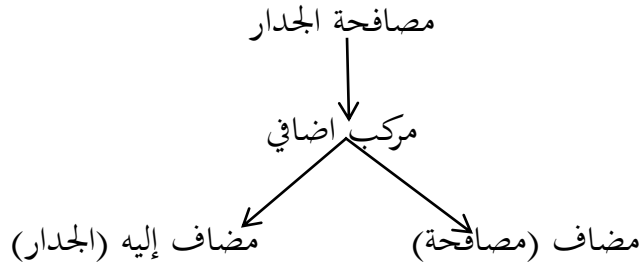 مصافحة الجدار
مركب اضافي
مضاف (مصافحة)
مضاف إليه (الجدار)